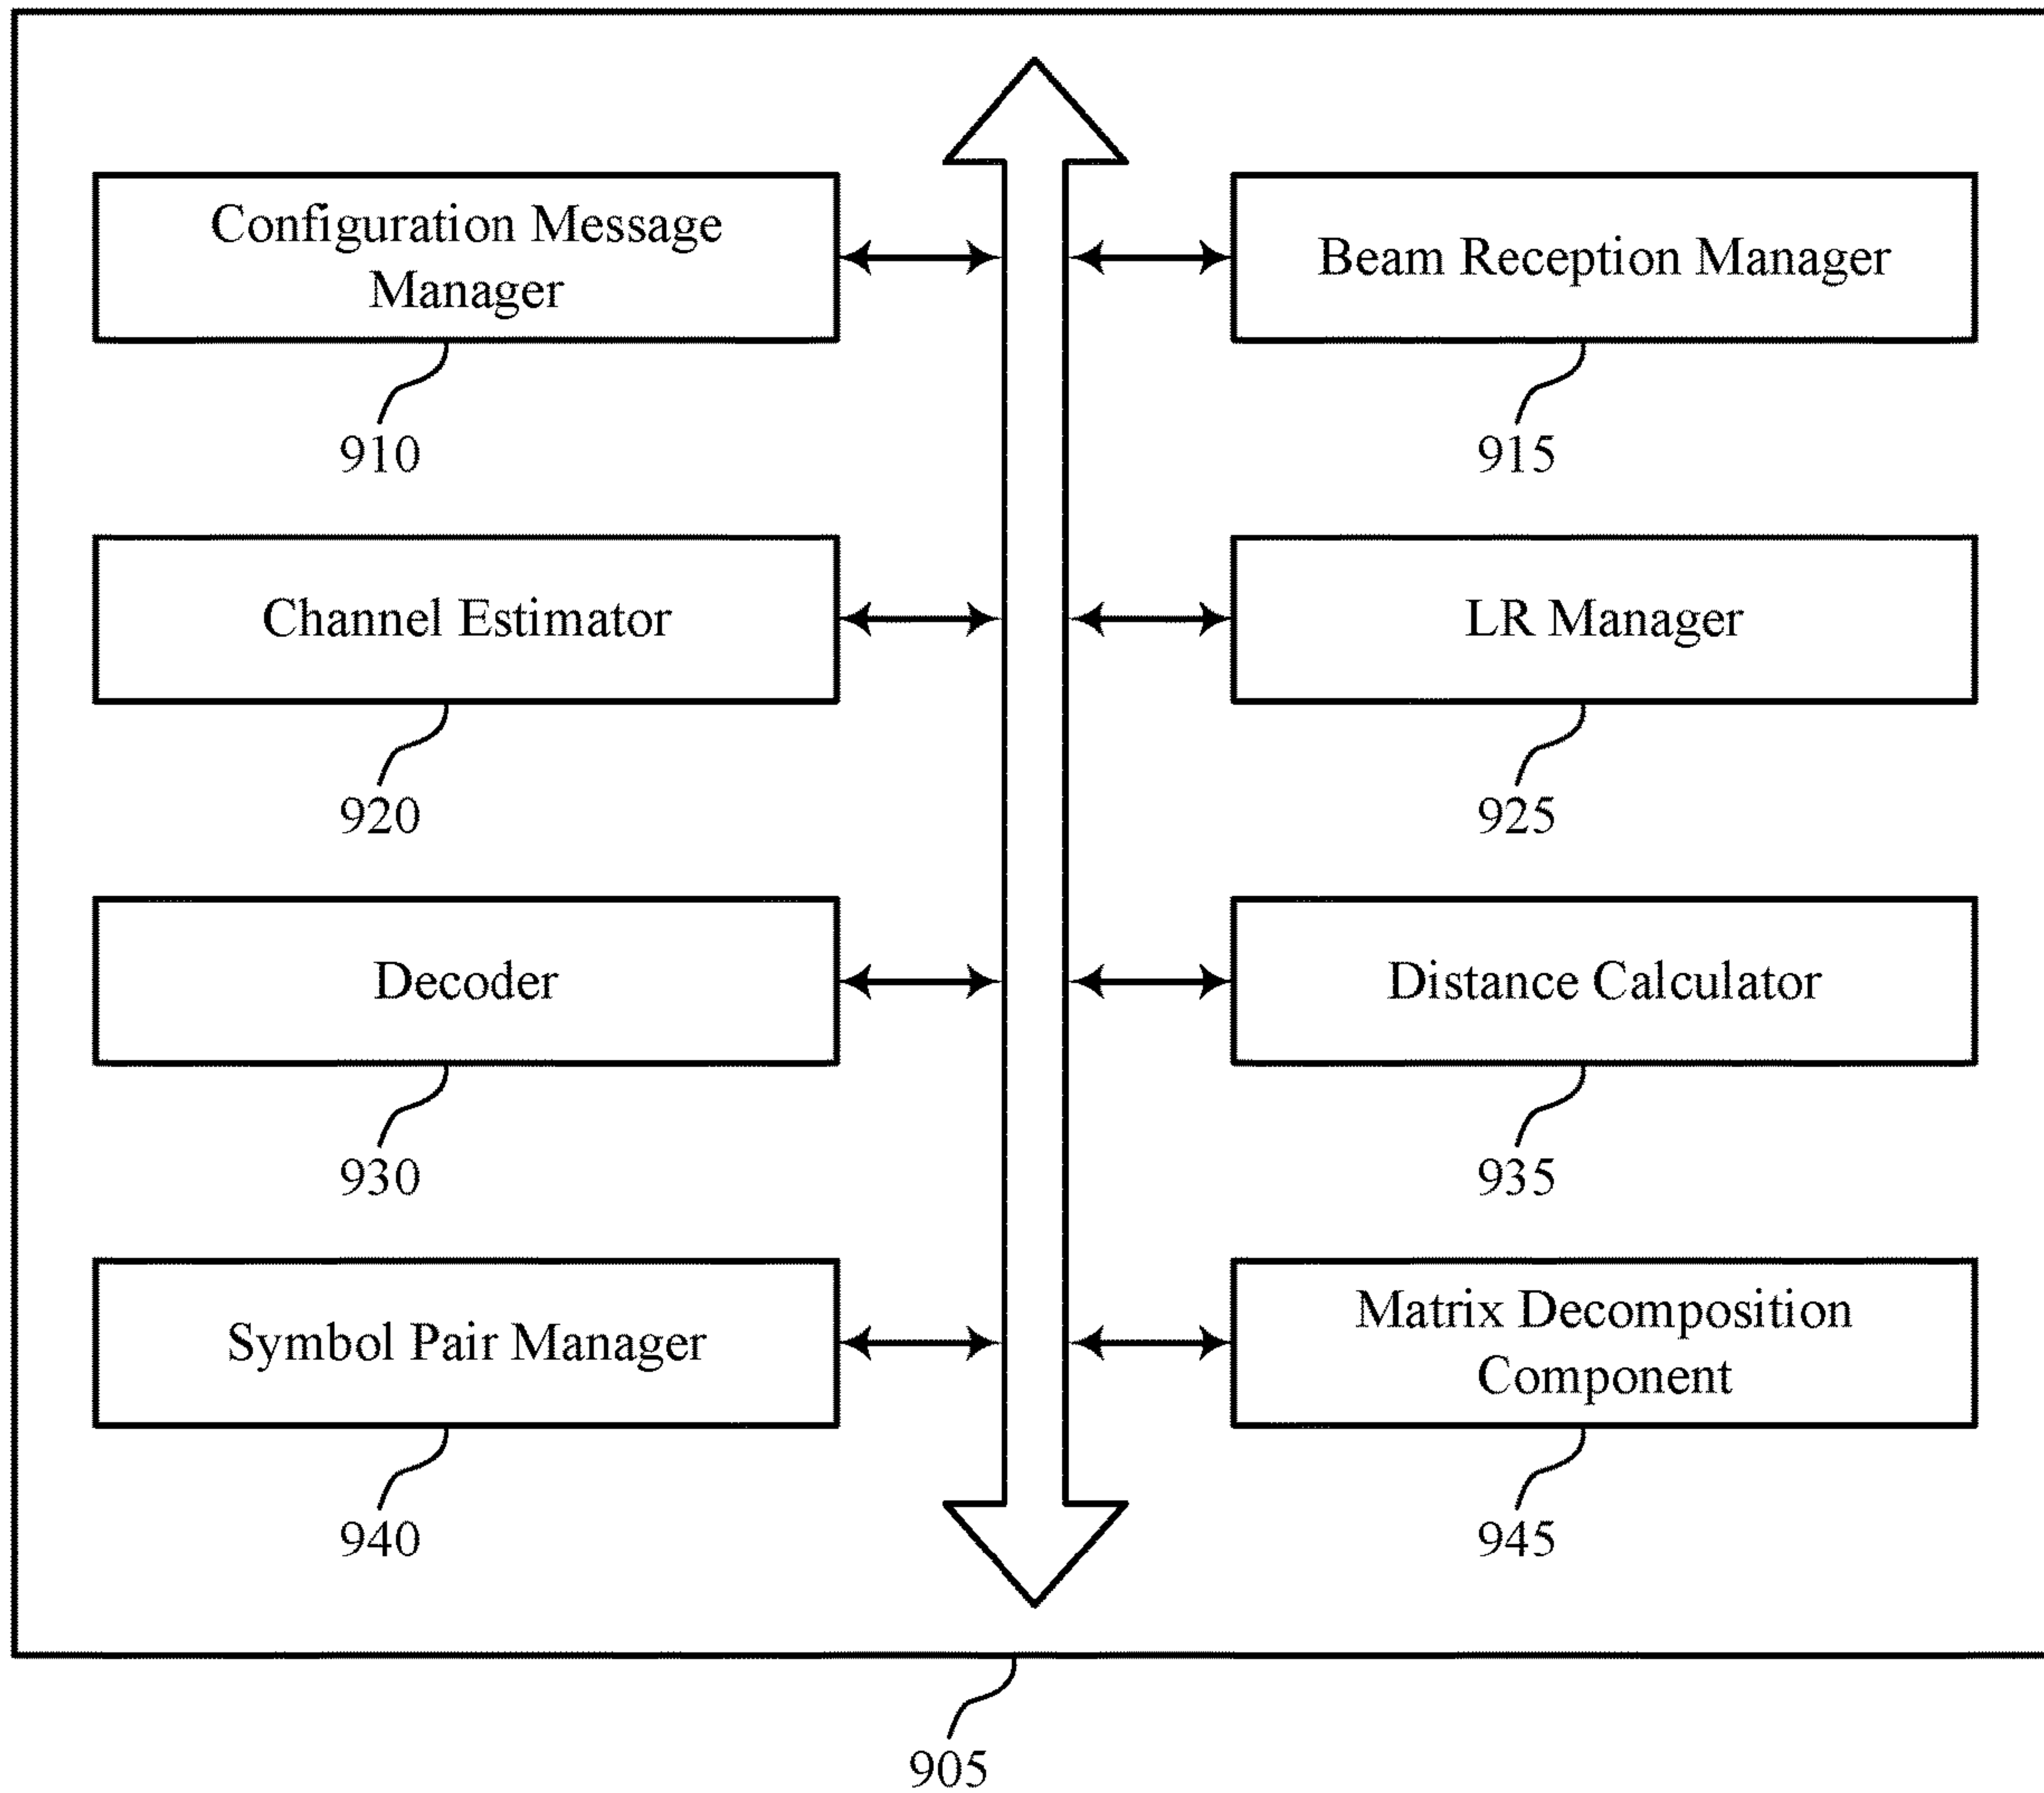 Configuration Message
Manager
910
Beam Reception Manager
915
Channel Estimator
920
LR Manager
925
Decoder
930
Distance Calculator
935
Symbol Pair Manager
940
Matrix Decomposition
Component
945
905